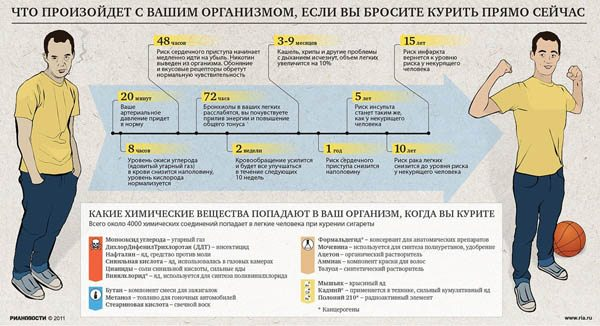 ЧТО ПРОИЗОЙДЕТ С ВАШИМ ОРГАНИЗМОМ, ЕСЛИ ВЫ БРОСИТЕ КУРИТЬ ПРЯМО СЕЙЧАС
48 часов
Риск сердечного приступа начинает
медленно идти на убыль. Никотин
выведен из организма. Обоняние
и вкусовые рецепторы обретут
нормальную чувствительность
3-9 месяцев
Кашель, хрипы и другие проблемы
с дыханием исчезнут, объем легких
увеличится на 10%
15 лет
Риск инфаркта
вернется к уровню риска
у некурящего человека
20 минут
Ваше
артериальное
давление придет
в норму
72 часа
Бронхиолы в ваших легких
расслабятся, вы почувствуете
прилив энергии и повышение
общего тонуса
5 лет
Риск инсульта
станет таким же,
как у некурящего
человека
8 часов
Уровень окиси углерода
(ядовитый угарный газ)
в крови снизится наполовину,
уровень кислорода
нормализуется
2 недели
Кровообращение усилится
и будет все улучшаться
в течение следующих
10 недель
1 год
Риск сердечного
приступа снизится
наполовину
10 лет
Риск рака легких
снизится до уровня риска
у некурящего человека
КАКИЕ ХИМИЧЕСКИЕ ВЕЩЕСТВА ПОПАДАЮТ В ВАШ ОРГАНИЗМ, КОГДА ВЫ КУРИТЕ
Всего около 4000 химических соединений попадает в легкие человека при курении сигареты
Монооксид углерода – угарный газ
ДихлорДифенилТрихлорэтан (ДДТ) – инсектицид
Нафталин – яд, средство против моли
Синильная кислота – яд, использовалась в газовых камерах
Цианиды – соли синильной кислоты, сильные яды
Винилхлорид* – яд, используется для синтеза поливинилхлорида
Бутан – компонент смеси для зажигалок
Метанол – топливо для гоночных автомобилей
Стеариновая кислота – свечной воск
Формальдегид* – консервант для анатомических препаратов
Мочевина – используется для синтеза полиуретанов, удобрение
Ацетон – органический растворитель
Аммиак – компонент краски для волос
Толуол – синтетический растворитель
Мышьяк – крысиный яд
Кадмий* – применяется в технике, сильный кумулятивный яд
Полоний 210* – радиоактивный элемент
* Канцерогены
РИАНОВОСТИ © 2011
www.ria.ru